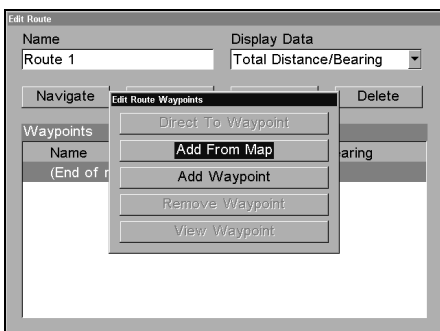 Edit Route
Name Display Data
Route 1 Total Distance/Bearing
Navigate Delete
Edit Route Waypoints
Direct To Waypoint
Waypoints
Add From Map
Name earing
(End of r
Add Waypoint
Remove Waypoint
View Waypoint